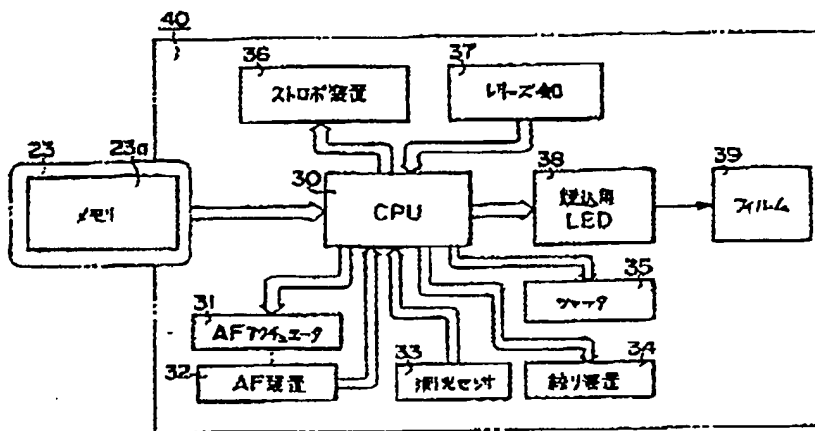 40
36
ストロボ装置
37
レリーズ釦
23
23a
メモリ
30
CPU
38
焼込用
LED
39
フィルム
35
シャッタ
31
AFアクチュエータ
32
AF装置
33
測光センサ
34
絞り装置